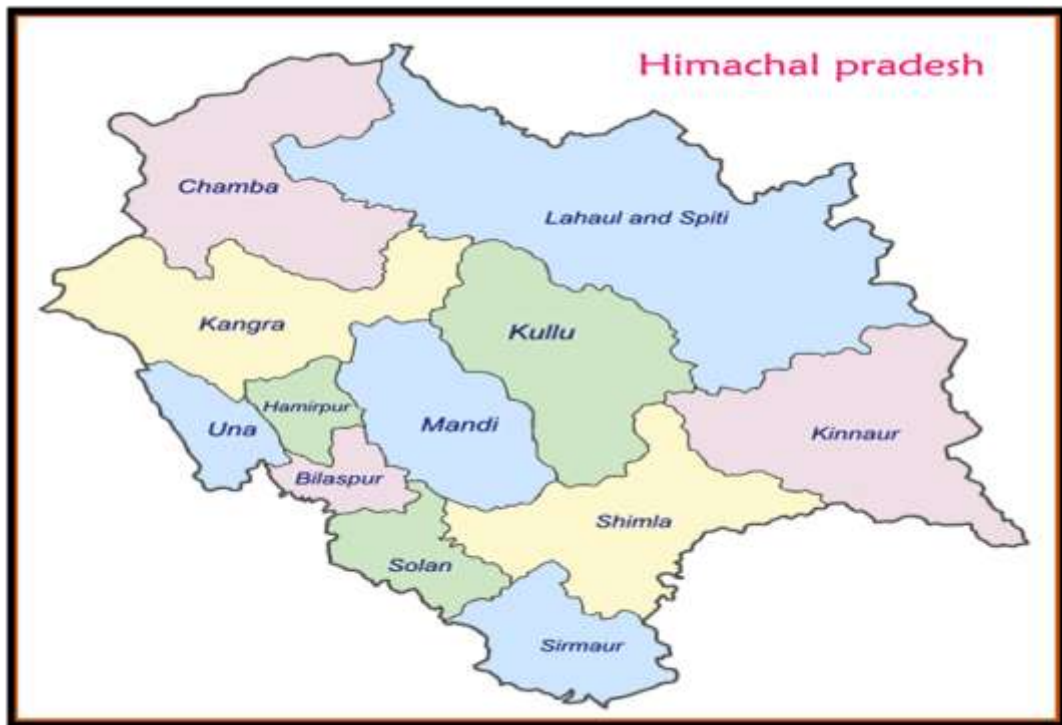 Himachal pradesh
Chamba
Lahaul and Spiti
Kangra
Kullu
Hamirpur
Una
Mandi
Kinnaur
Bilaspur
Shimla
Solan
Sirmaur